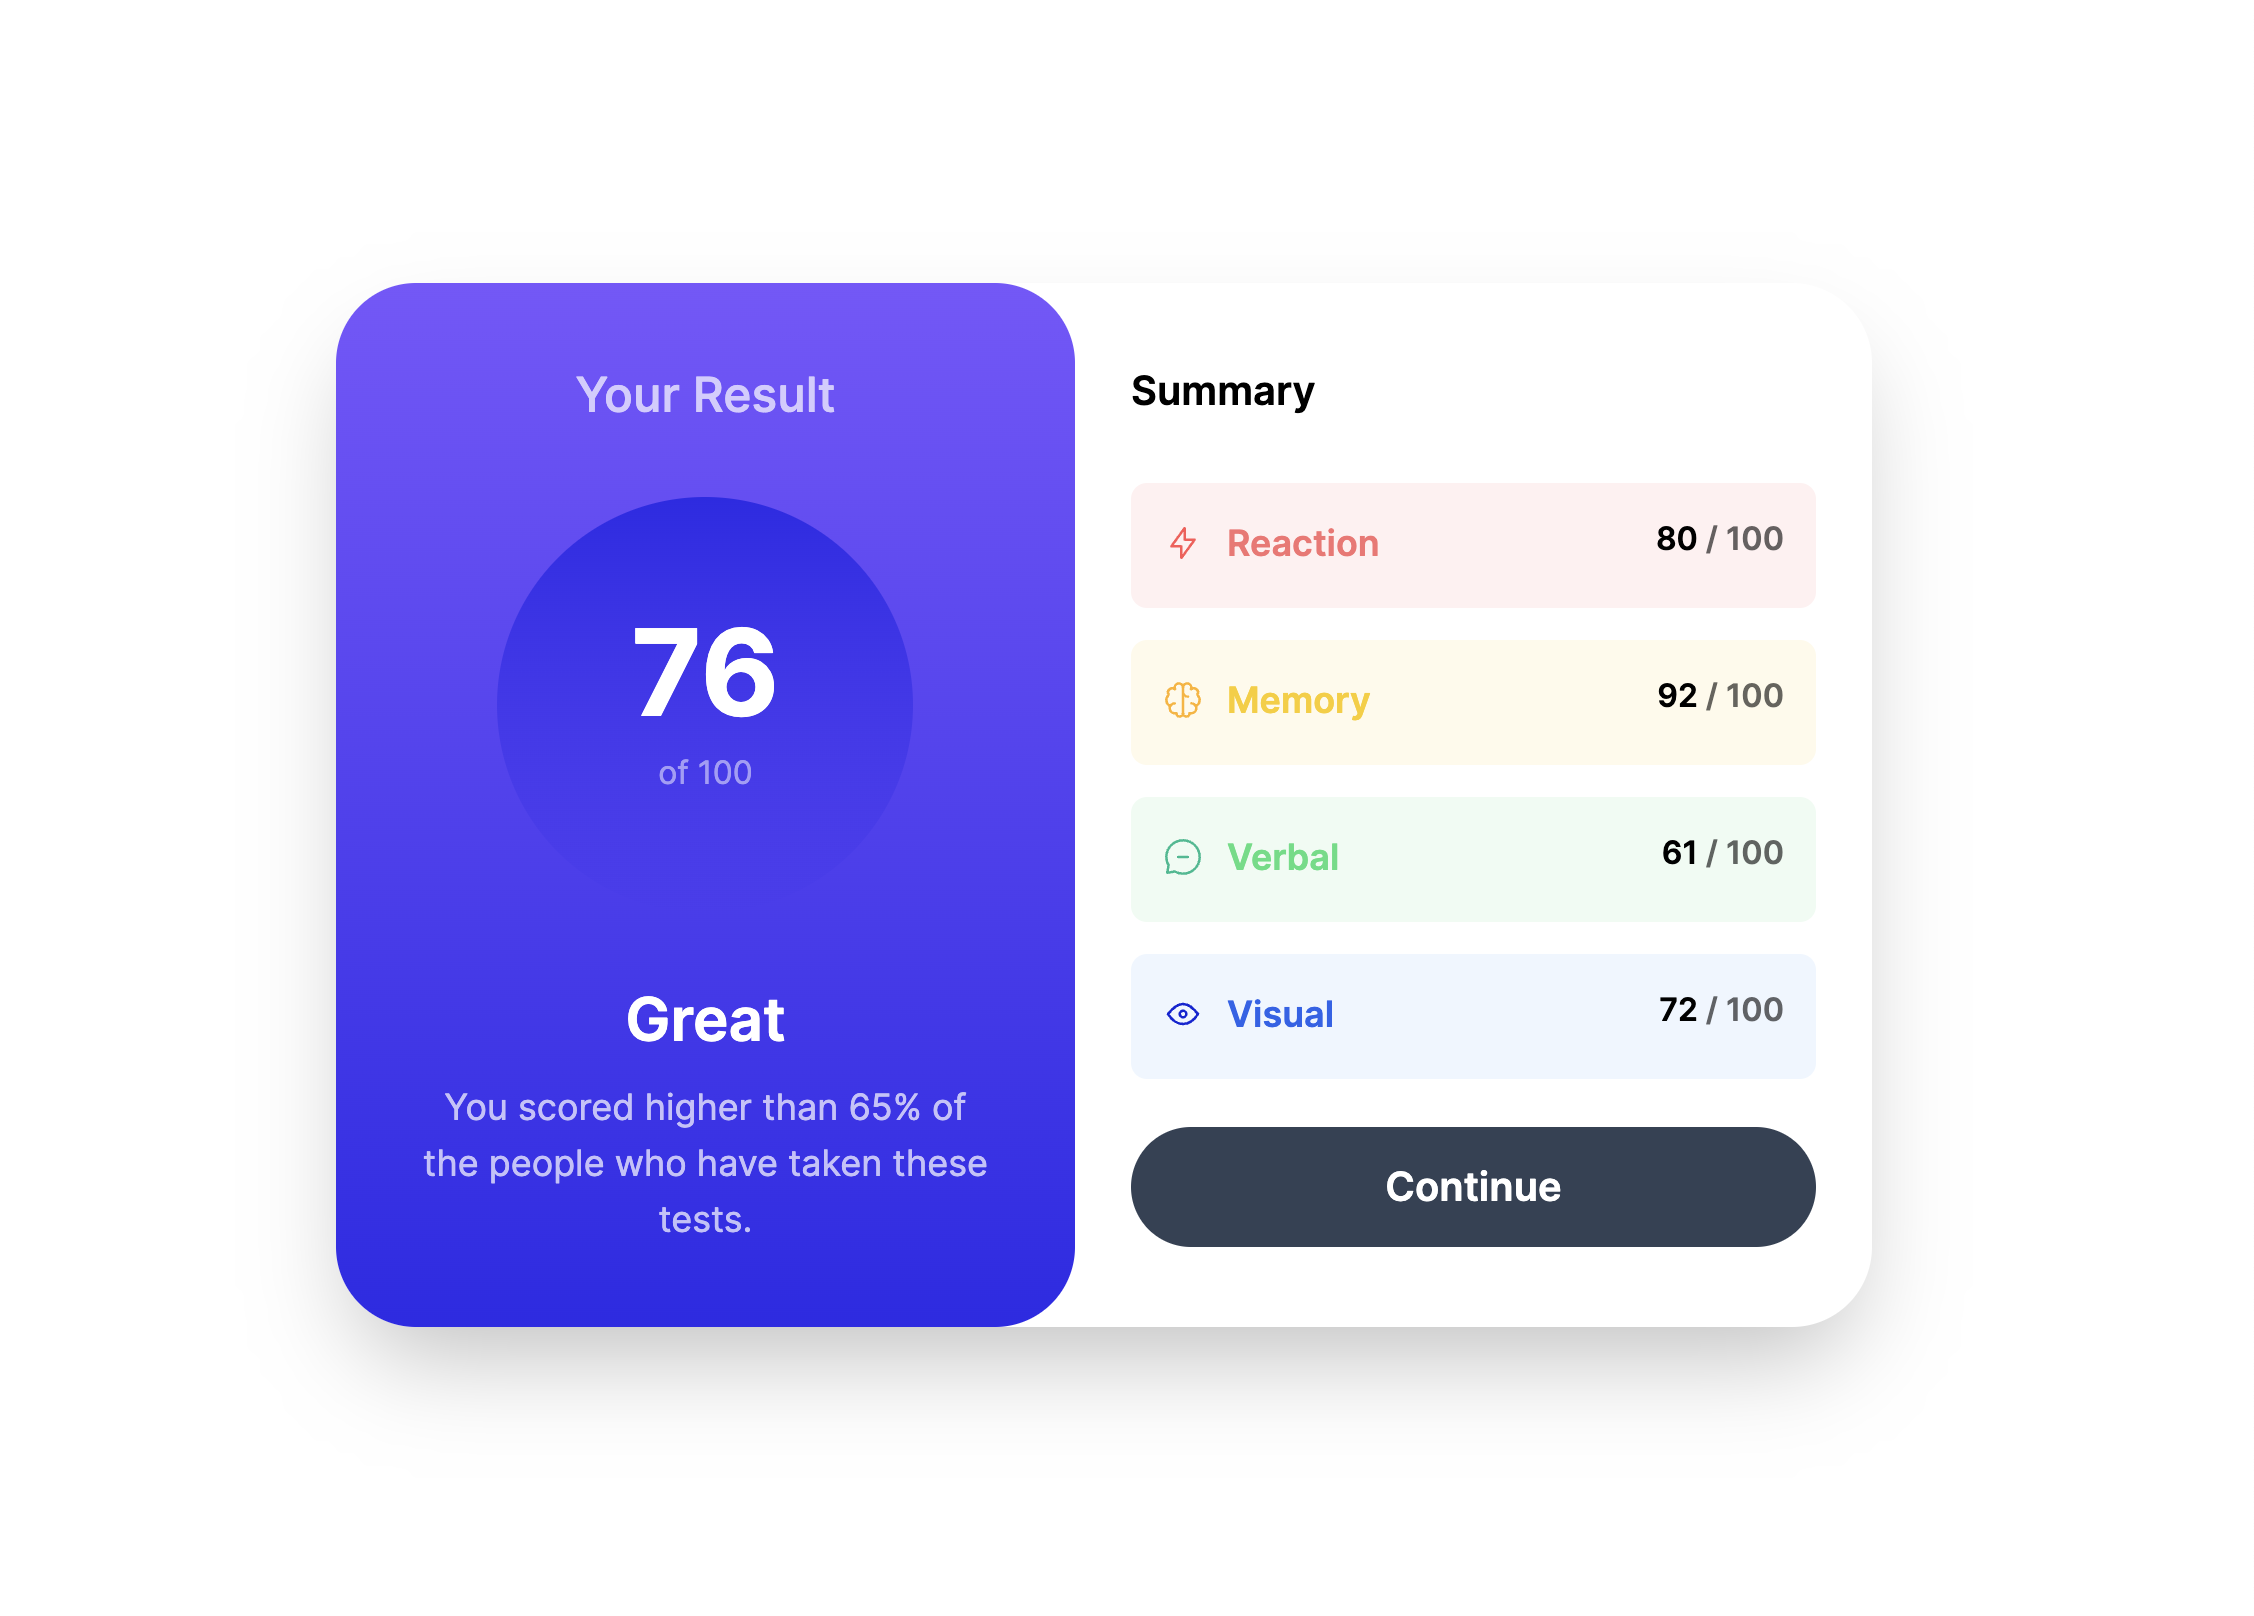 Your Result
76
of 100
Great
You scored higher than 65% of
the people who have taken these
tests.
Summary
Reaction 80 / 100
Memory 92 / 100
Verbal 61 / 100
Visual 72 / 100
Continue